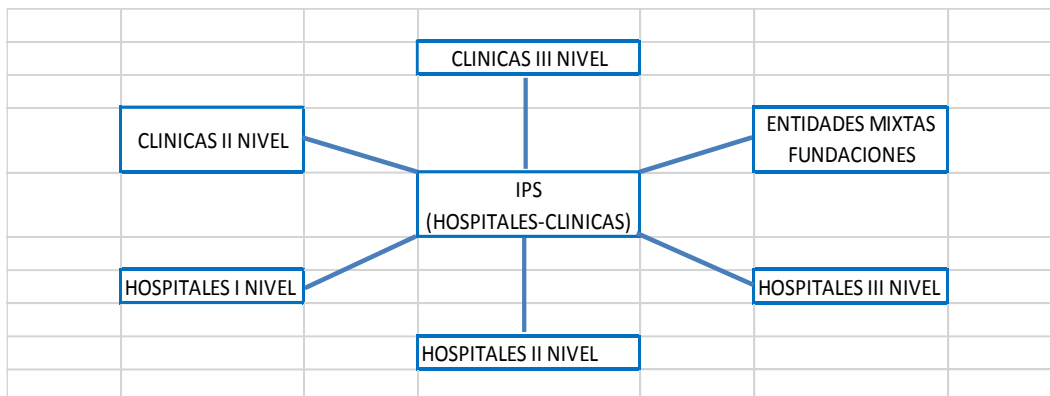 CLINICAS III NIVEL
CLINICAS II NIVEL
ENTIDADES MIXTAS
FUNDACIONES
IPS
(HOSPITALES-CLINICAS)
HOSPITALES I NIVEL
HOSPITALES III NIVEL
HOSPITALES II NIVEL